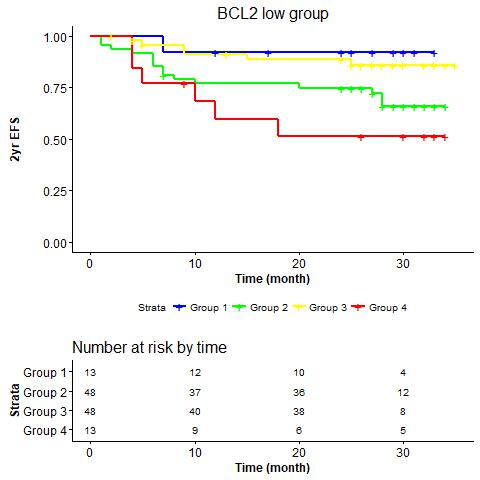 BCL2 low group
1.00
0.75
0.50
0.25
0.00
2yr EFS
0 10 20 30
Time (month)
Strata Group 1 Group 2 Group 3 Group 4
Number at risk by time
Strata
Group 1 13 12 10 4
Group 2 48 37 36 12
Group 3 48 40 38 8
Group 4 13 9 6 5
0 10 20 30
Time (month)